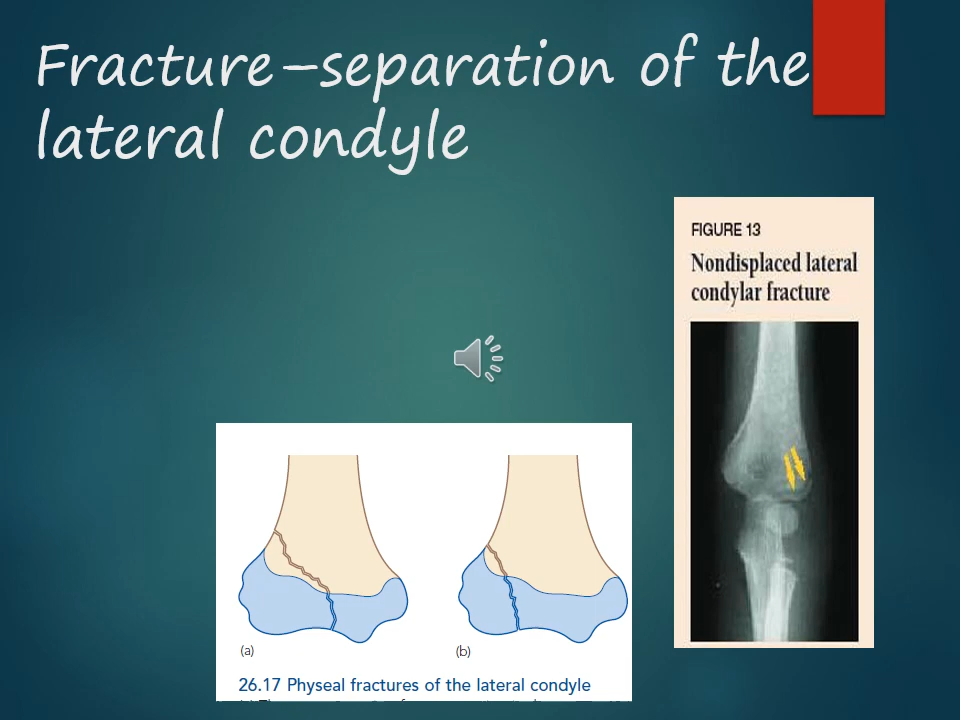 Fracture–separation of the
lateral condyle
FIGURE 13
Nondisplaced lateral
condylar fracture
(a)
(b)
26.17 Physeal fractures of the lateral condyle